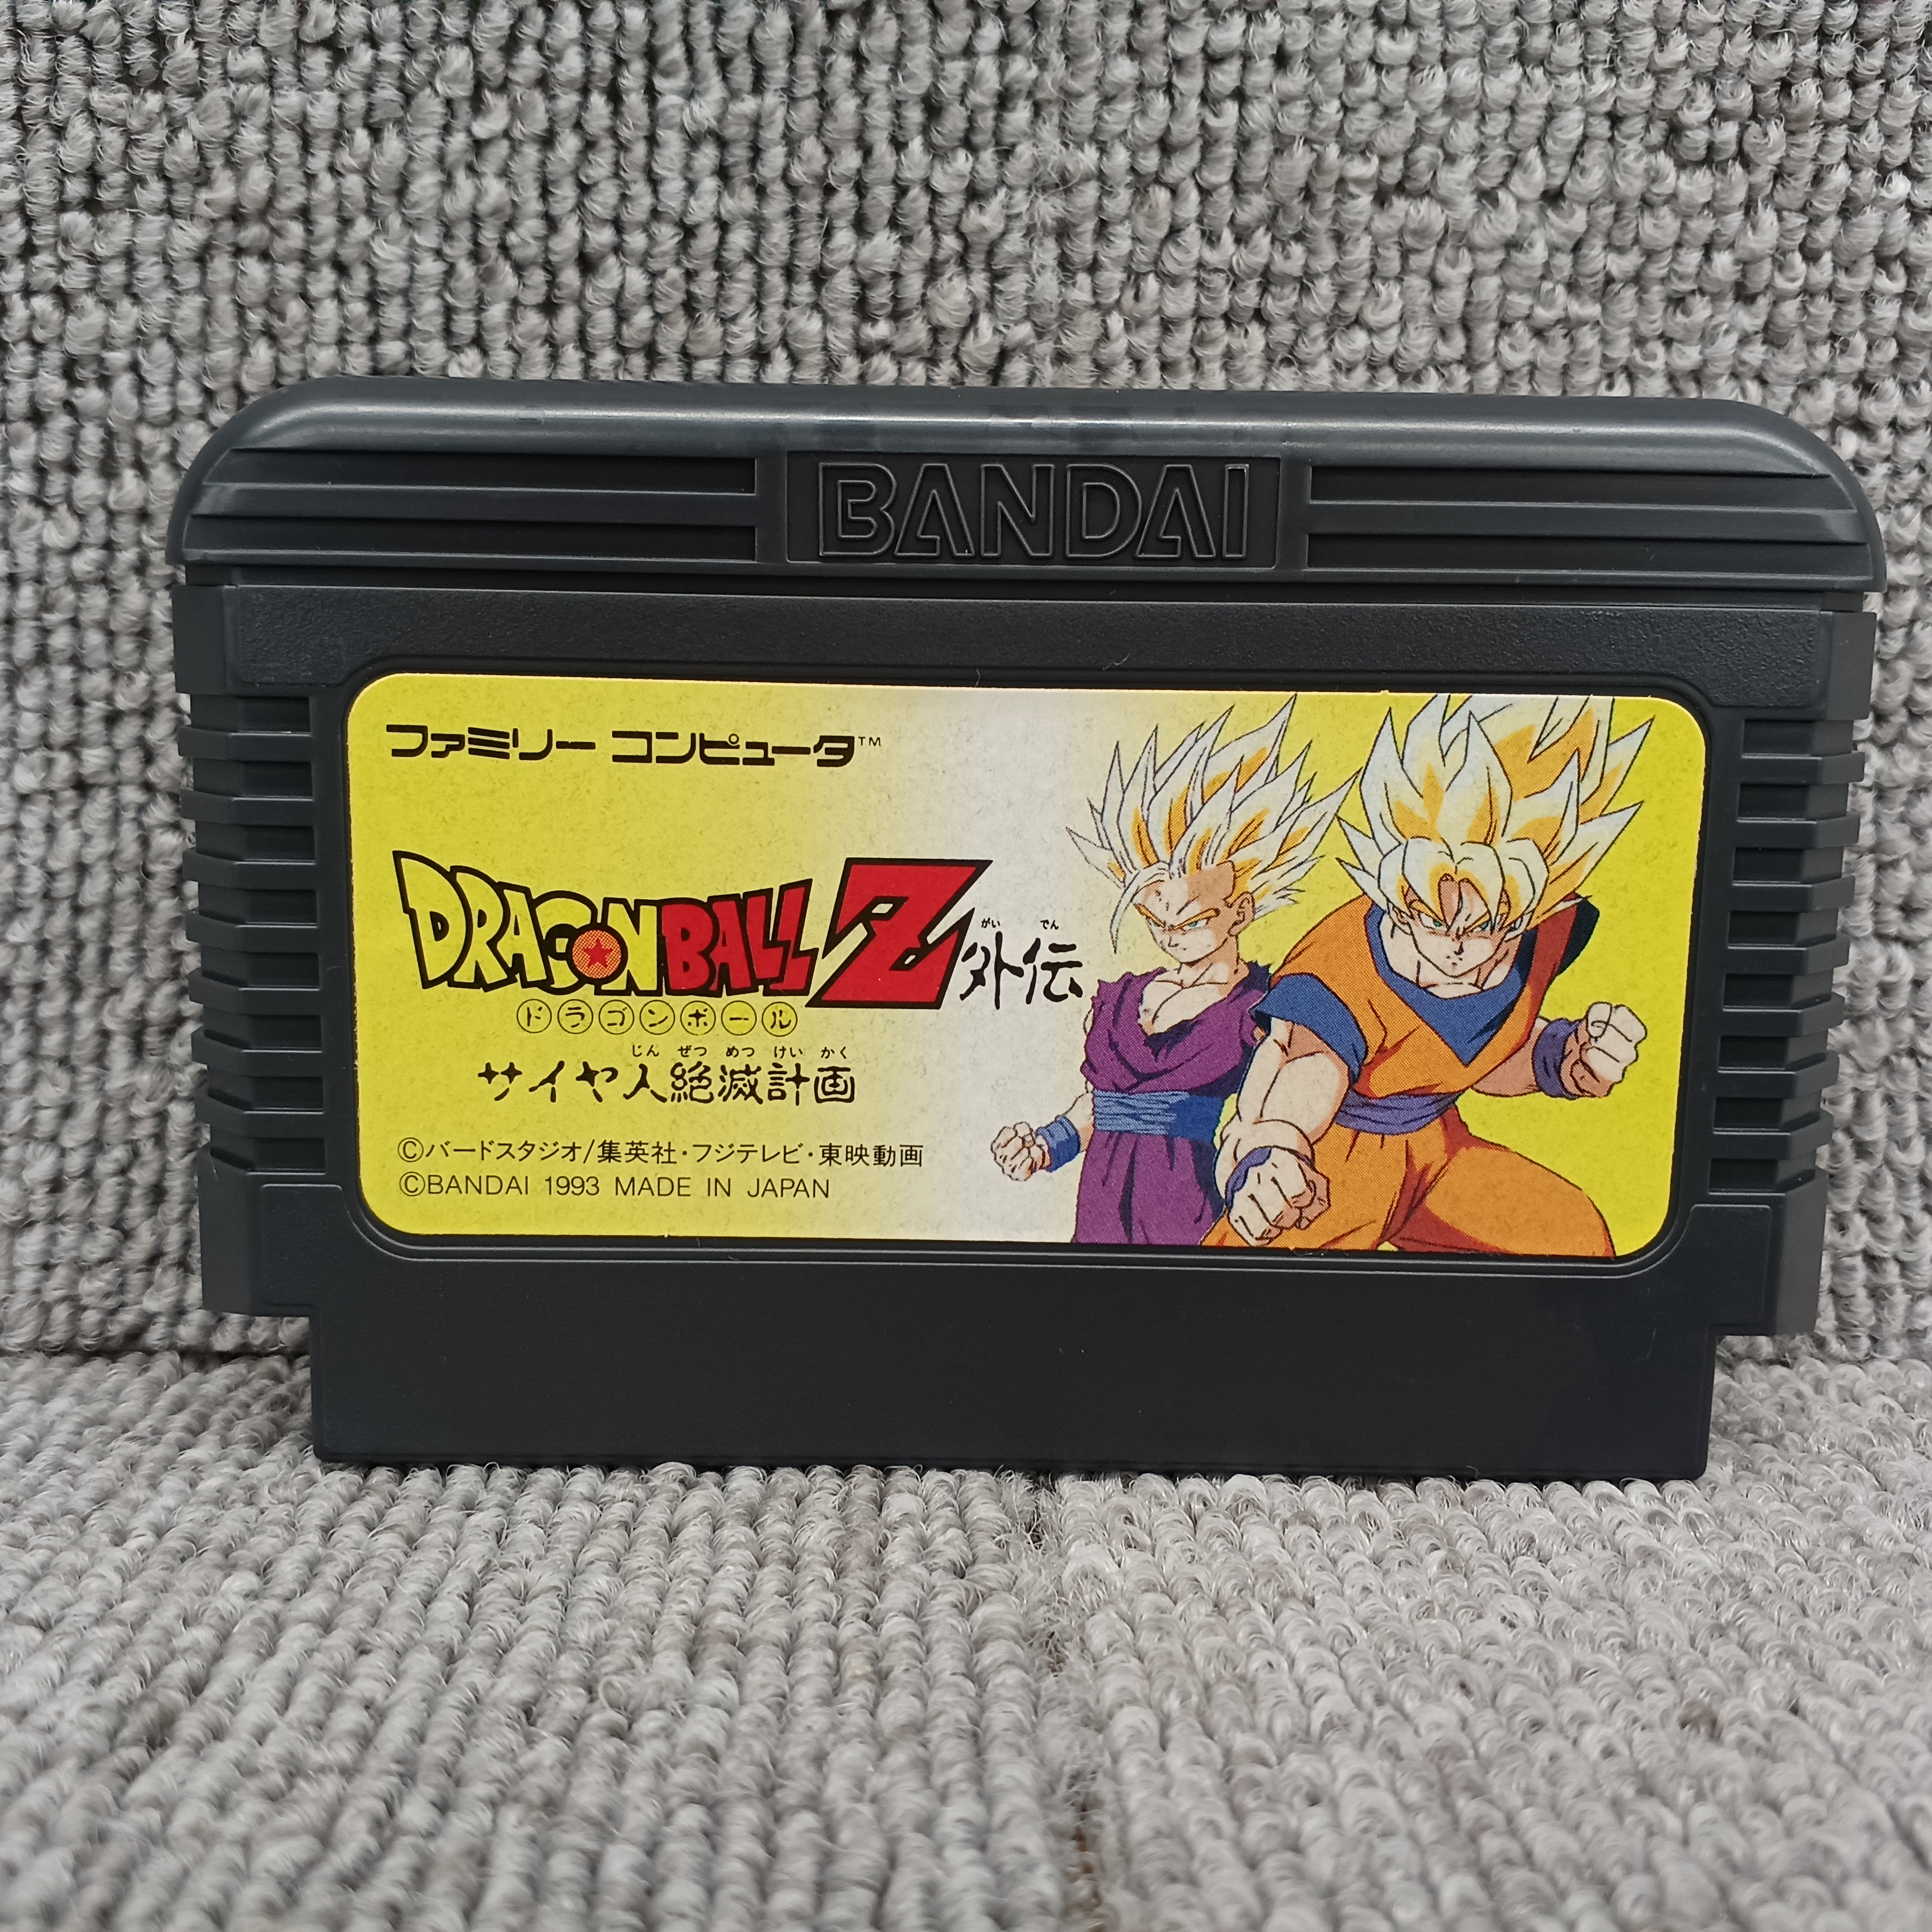 BANDAI
ファミリー コンピュータ™
DRAGONBALL Z 外伝
がい でん
ドラゴンボール
じん ぜつ めつ けい かく
サイヤ人絶滅計画
©バードスタジオ/集英社・フジテレビ・東映動画
©BANDAI 1993 MADE IN JAPAN